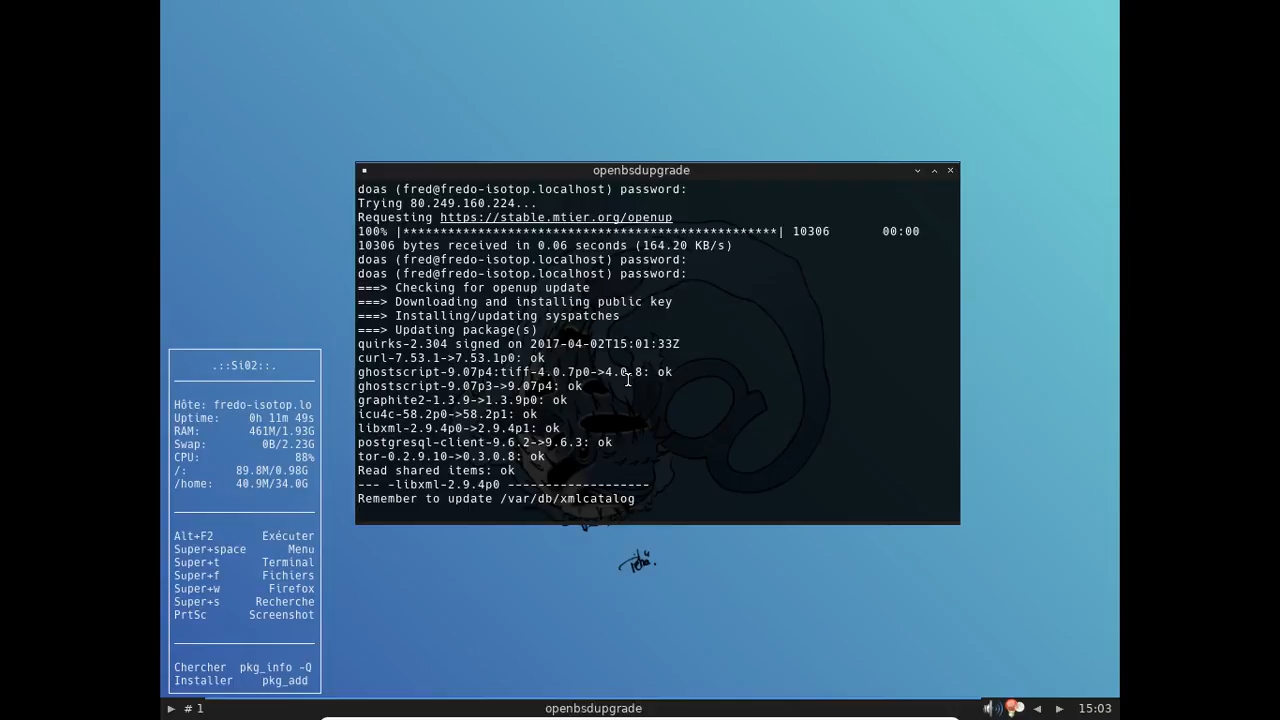 openbsdupgrade
doas (fred@fredo-isotop.localhost) password:
Trying 80.249.160.224...
Requesting https://stable.mtier.org/openup
100% |**************************************************| 10306       00:00
10306 bytes received in 0.06 seconds (164.20 KB/s)
doas (fred@fredo-isotop.localhost) password:
doas (fred@fredo-isotop.localhost) password:
===> Checking for openup update
===> Downloading and installing public key
===> Installing/updating syspatches
===> Updating package(s)
quirks-2.304 signed on 2017-04-02T15:01:33Z
curl-7.53.1->7.53.1p0: ok
ghostscript-9.07p4:tiff-4.0.7p0->4.0.8: ok
ghostscript-9.07p3->9.07p4: ok
graphite2-1.3.9->1.3.9p0: ok
icu4c-58.2p0->58.2p1: ok
libxml-2.9.4p0->2.9.4p1: ok
postgresql-client-9.6.2->9.6.3: ok
tor-0.2.9.10->0.3.0.8: ok
Read shared items: ok
--- -libxml-2.9.4p0 -------------------
Remember to update /var/db/xmlcatalog
.::Si02::.
Hôte: fredo-isotop.lo
Uptime: 0h 11m 49s
RAM: 461M/1.93G
Swap: 0B/2.23G
CPU: 88%
/: 89.8M/0.98G
/home: 40.9M/34.0G
Alt+F2 Exécuter
Super+space Menu
Super+t Terminal
Super+f Fichiers
Super+w Firefox
Super+s Recherche
PrtSc Screenshot
Chercher pkg_info -Q
Installer pkg_add
# 1
openbsdupgrade
15:03